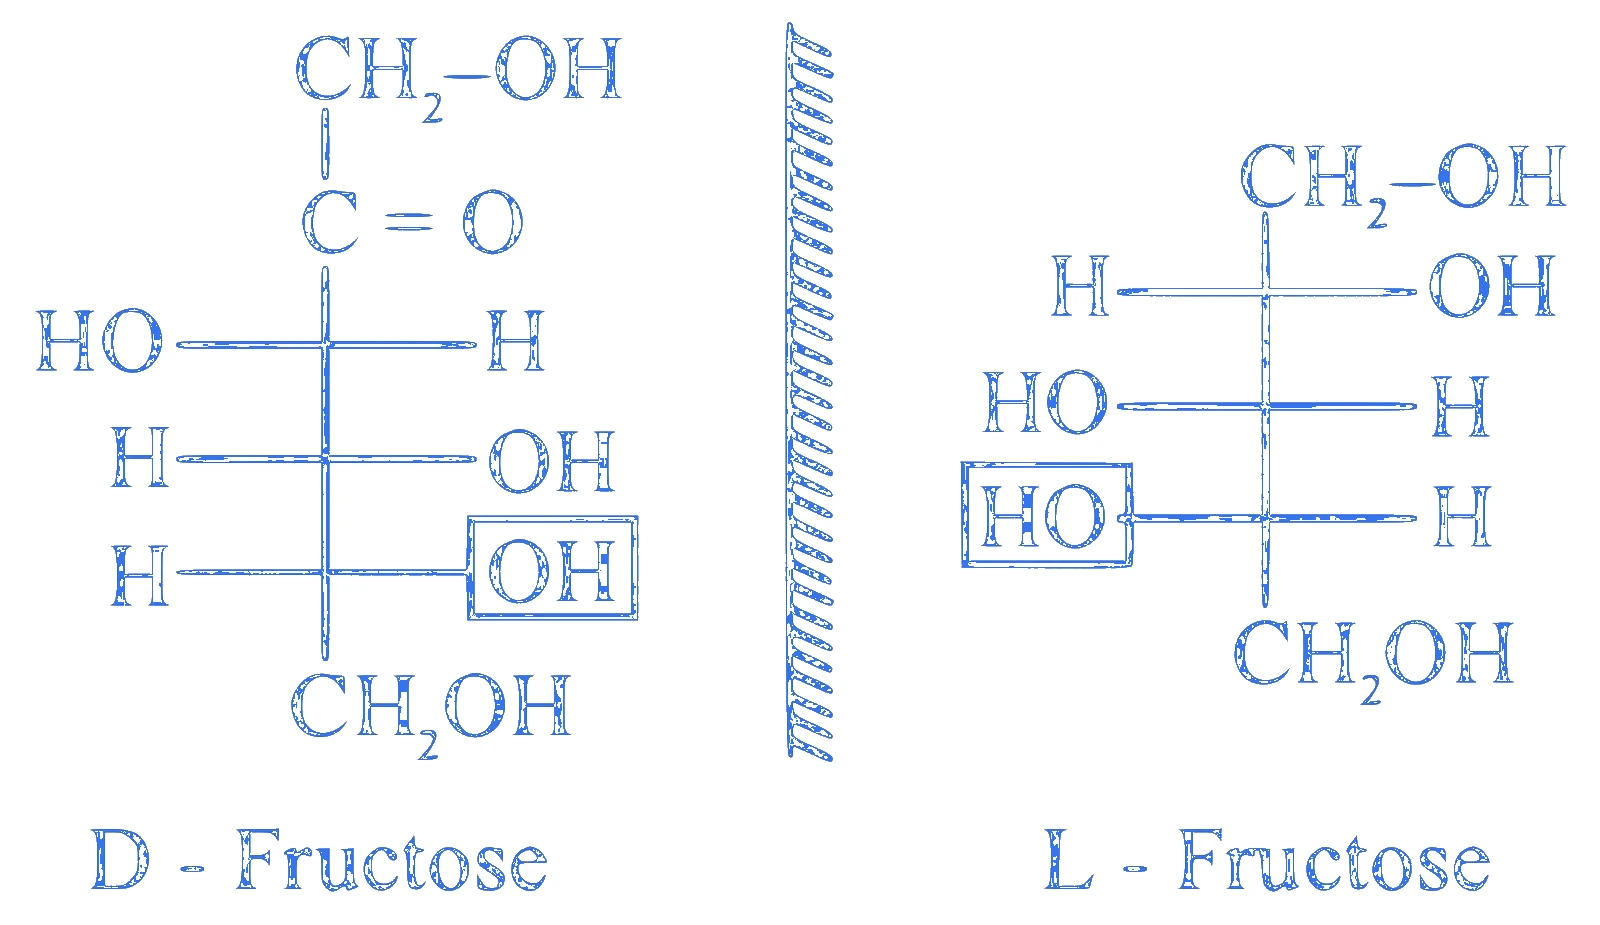 CH2–OH
C = O
HO H
H OH
H OH
CH2OH
D - Fructose
CH2–OH
H OH
HO H
HO H
CH2OH
L - Fructose